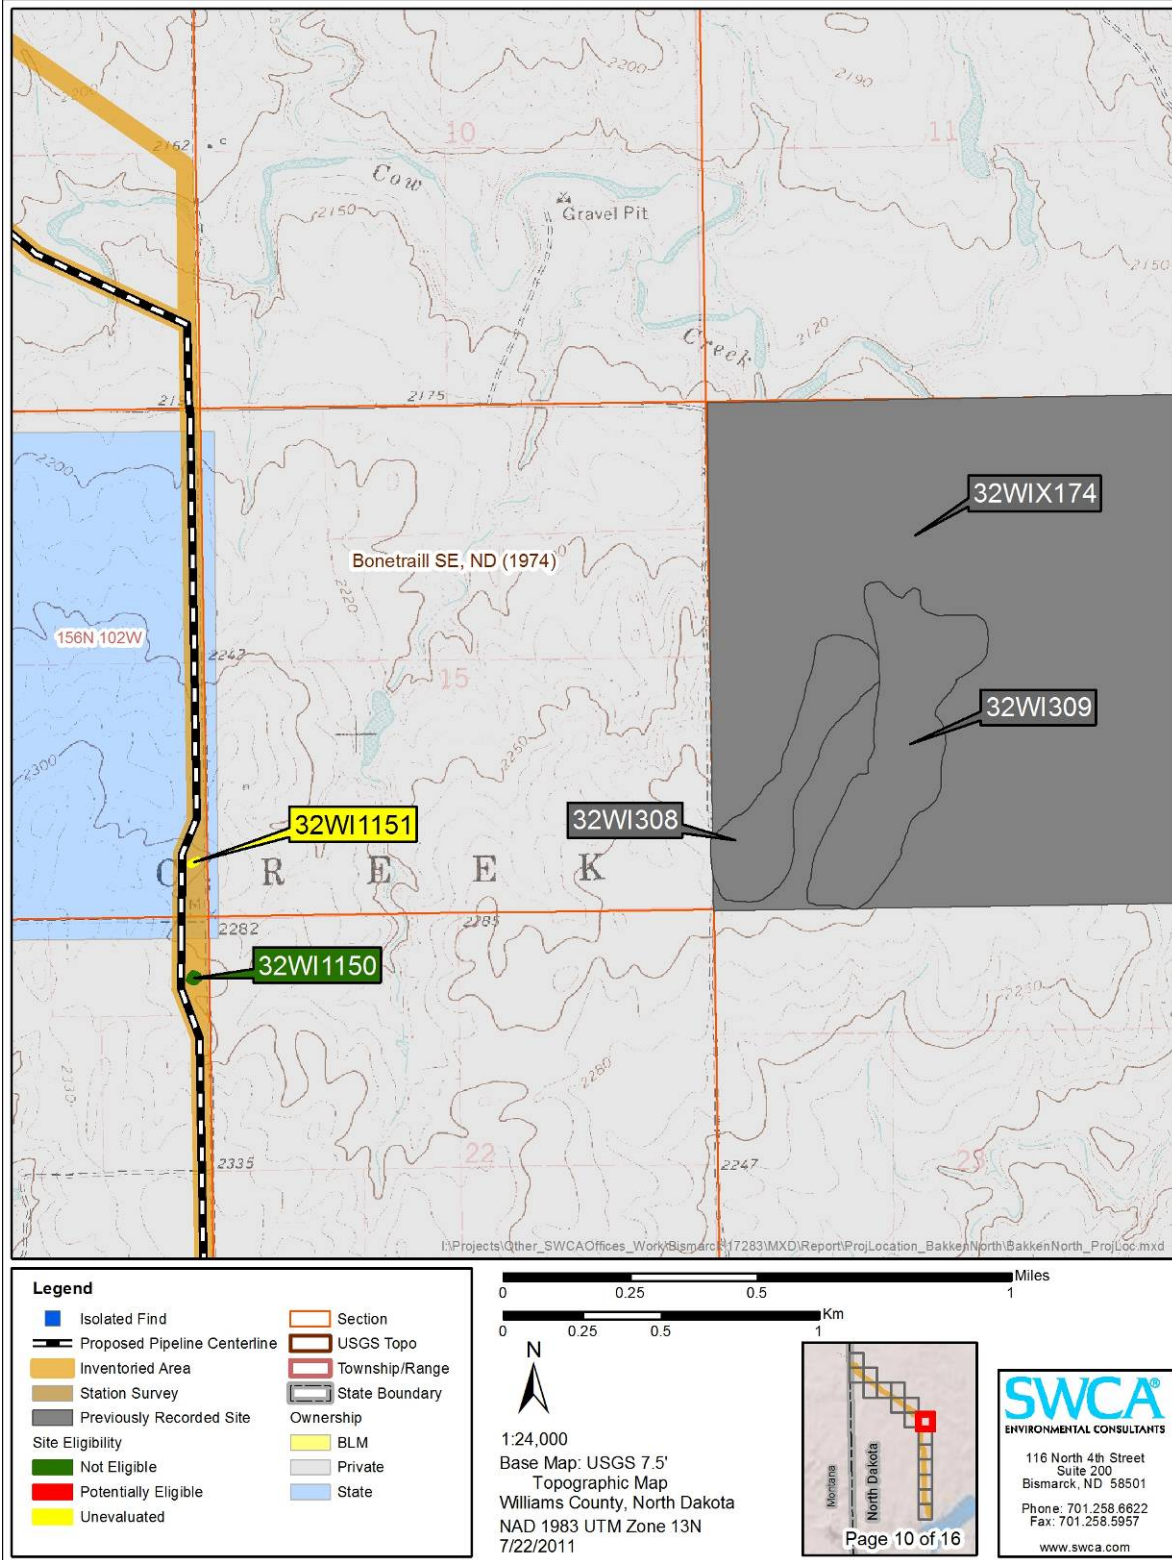 2200
2190
2200
10
11
2162
C
Cow
2150
Gravel Pit
2150
Creek
2120
2175
2200
32WIX174
Bonetraill SE, ND (1974)
2220
156N 102W
2243
15
32WI309
2250
2300
32WI1151
32WI308
C R E E K
M
2282
2285
32WI1150
2330
2280
2335
22
2247
I:\Projects\Other_SWCAOffices_Work\Bismarck\17283\MXD\Report\ProjLocation_BakkenNorth\BakkenNorth_ProjLoc.mxd
Legend
Isolated Find
Proposed Pipeline Centerline
Inventoried Area
Station Survey
Previously Recorded Site
Site Eligibility
Not Eligible
Potentially Eligible
Unevaluated
Section
USGS Topo
Township/Range
State Boundary
Ownership
BLM
Private
State
Miles
0 0.25 0.5 1
Km
0 0.25 0.5 1
N
1:24,000
Base Map: USGS 7.5'
Topographic Map
Williams County, North Dakota
NAD 1983 UTM Zone 13N
7/22/2011
Montana
North Dakota
Page 10 of 16
SWCA®
ENVIRONMENTAL CONSULTANTS
116 North 4th Street
Suite 200
Bismarck, ND 58501
Phone: 701.258.6622
Fax: 701.258.5957
www.swca.com